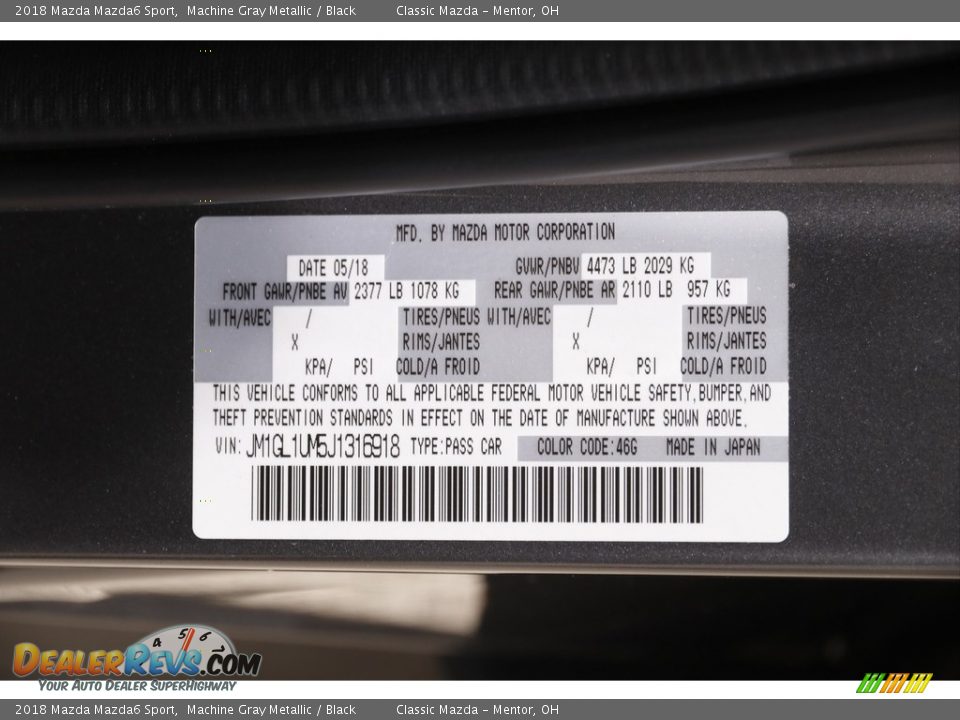 2018 Mazda Mazda6 Sport, Machine Gray Metallic / Black Classic Mazda – Mentor, OH
MFD. BY MAZDA MOTOR CORPORATION
DATE 05/18 GVWR/PNBV 4473 LB 2029 KG
FRONT GAWR/PNBE AV 2377 LB 1078 KG REAR GAWR/PNBE AR 2110 LB 957 KG
WITH/AVEC / TIRES/PNEUS WITH/AVEC / TIRES/PNEUS
X RIMS/JANTES X RIMS/JANTES
KPA/ PSI COLD/A FROID KPA/ PSI COLD/A FROID
THIS VEHICLE CONFORMS TO ALL APPLICABLE FEDERAL MOTOR VEHICLE SAFETY,BUMPER,AND
THEFT PREVENTION STANDARDS IN EFFECT ON THE DATE OF MANUFACTURE SHOWN ABOVE.
VIN: JM1GL1UM5J1316918 TYPE:PASS CAR COLOR CODE:46G MADE IN JAPAN
4 5 6
DEALERREVS.COM
YOUR AUTO DEALER SUPERHIGHWAY
2018 Mazda Mazda6 Sport, Machine Gray Metallic / Black Classic Mazda – Mentor, OH